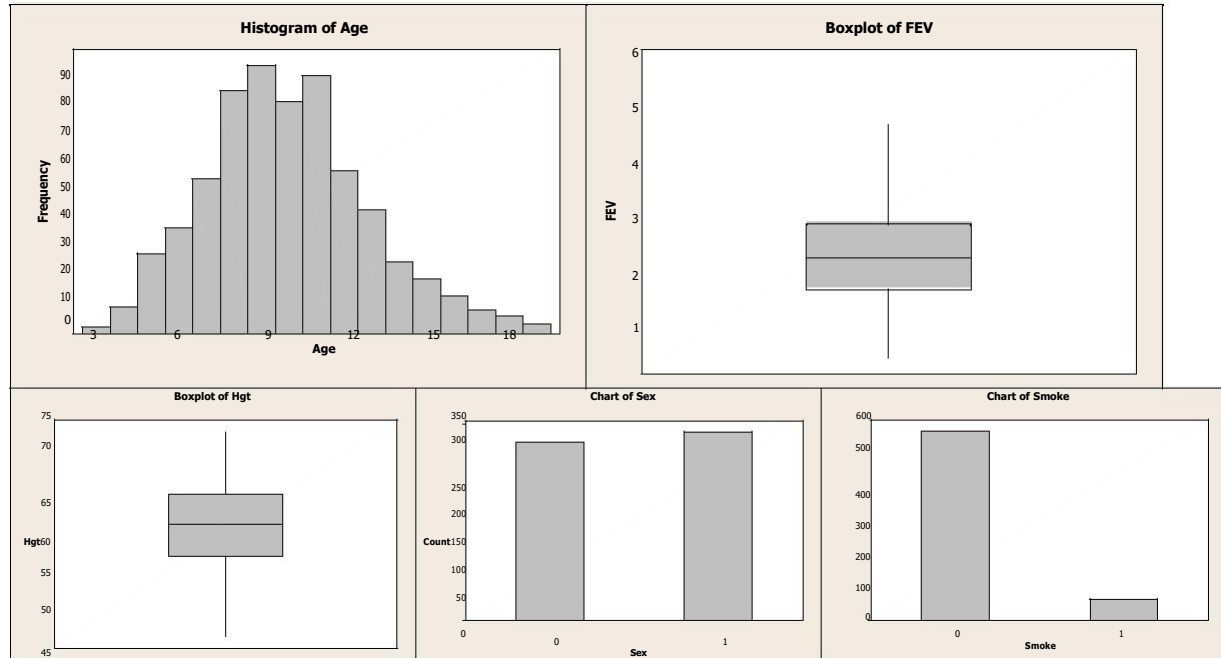 Histogram of Age
90
80
70
60
50
40
30
20
10
0
Frequency
3 6 9 12 15 18
Age
Boxplot of FEV
6
5
4
3
2
1
FEV
Boxplot of Hgt
75
70
65
Hgt60
55
50
45
Chart of Sex
350
300
250
200
Count150
100
50
0
0 1
Sex
Chart of Smoke
600
500
400
300
200
100
0
0 1
Smoke